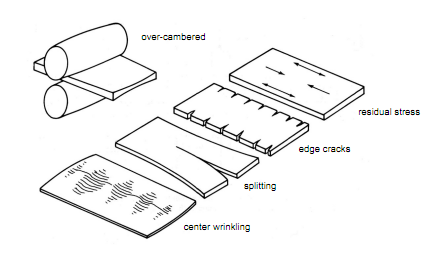 over-cambered
residual stress
edge cracks
splitting
center wrinkling